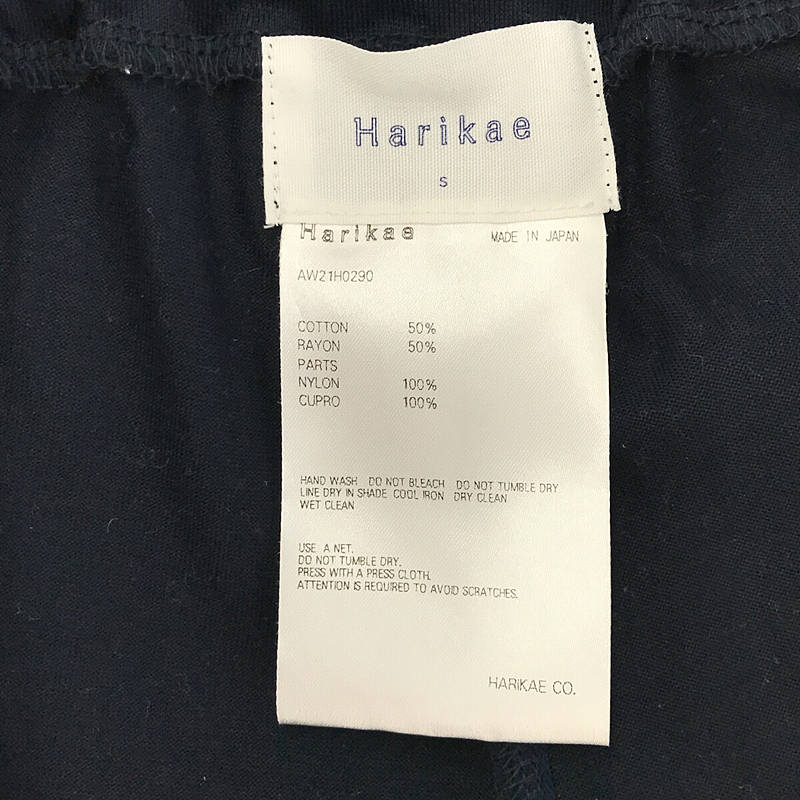 Harikae
S
Harikae MADE IN JAPAN
AW21H0290
COTTON 50%
RAYON 50%
PARTS
NYLON 100%
CUPRO 100%
HAND WASH DO NOT BLEACH DO NOT TUMBLE DRY
LINE DRY IN SHADE COOL IRON DRY CLEAN
WET CLEAN
USE A NET.
DO NOT TUMBLE DRY.
PRESS WITH A PRESS CLOTH.
ATTENTION IS REQUIRED TO AVOID SCRATCHES.
HARIKAE CO.